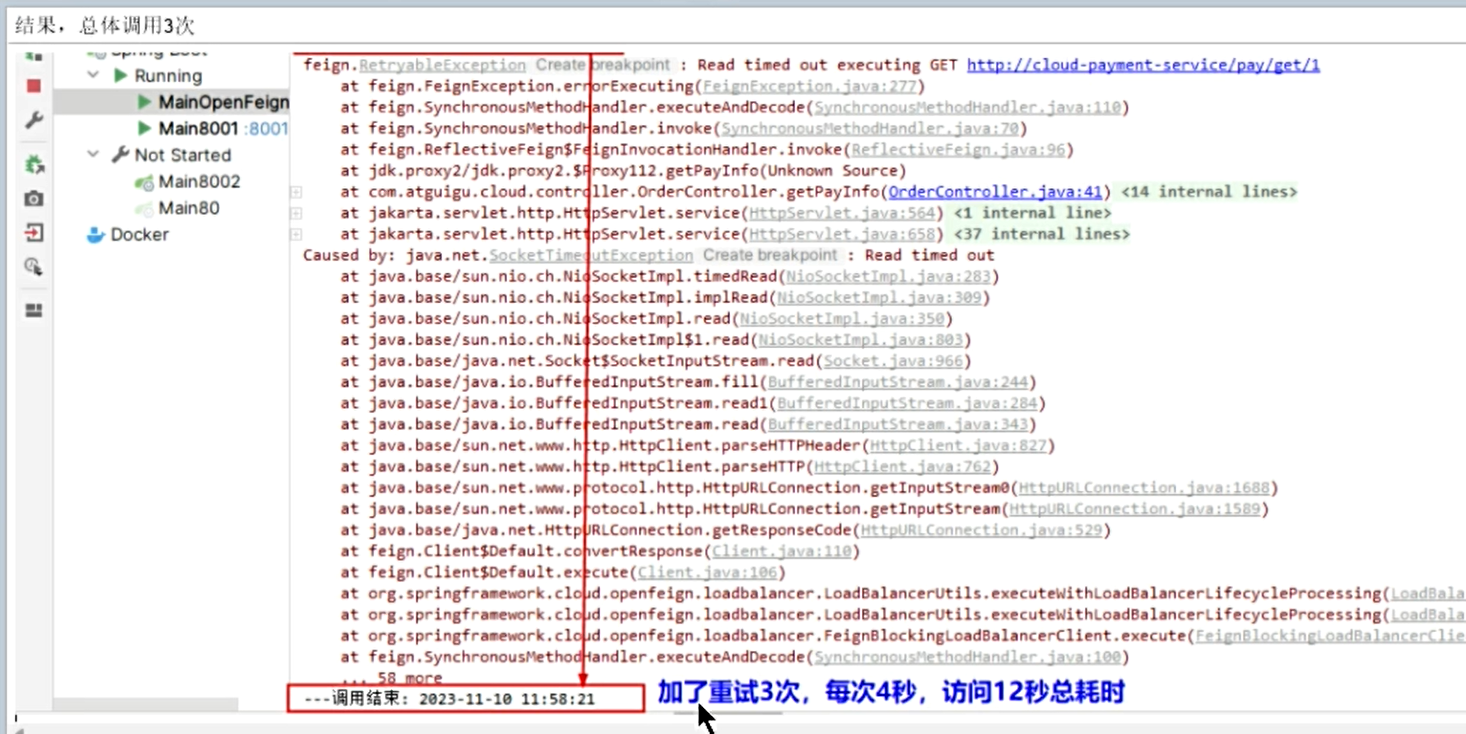 结果，总体调用3次
Spring Boot
Running
MainOpenFeign
Main8001 :8001
Not Started
Main8002
Main80
Docker
feign.RetryableException Create breakpoint : Read timed out executing GET http://cloud-payment-service/pay/get/1
at feign.FeignException.errorExecuting(FeignException.java:277)
at feign.SynchronousMethodHandler.executeAndDecode(SynchronousMethodHandler.java:110)
at feign.SynchronousMethodHandler.invoke(SynchronousMethodHandler.java:70)
at feign.ReflectiveFeign$FeignInvocationHandler.invoke(ReflectiveFeign.java:96)
at jdk.proxy2/jdk.proxy2.$Proxy112.getPayInfo(Unknown Source)
at com.atguigu.cloud.controller.OrderController.getPayInfo(OrderController.java:41) <14 internal lines>
at jakarta.servlet.http.HttpServlet.service(HttpServlet.java:564) <1 internal line>
at jakarta.servlet.http.HttpServlet.service(HttpServlet.java:658) <37 internal lines>
Caused by: java.net.SocketTimeoutException Create breakpoint : Read timed out
at java.base/sun.nio.ch.NioSocketImpl.timedRead(NioSocketImpl.java:283)
at java.base/sun.nio.ch.NioSocketImpl.implRead(NioSocketImpl.java:309)
at java.base/sun.nio.ch.NioSocketImpl.read(NioSocketImpl.java:350)
at java.base/sun.nio.ch.NioSocketImpl$1.read(NioSocketImpl.java:803)
at java.base/java.net.Socket$SocketInputStream.read(Socket.java:966)
at java.base/java.io.BufferedInputStream.fill(BufferedInputStream.java:244)
at java.base/java.io.BufferedInputStream.read1(BufferedInputStream.java:284)
at java.base/java.io.BufferedInputStream.read(BufferedInputStream.java:343)
at java.base/sun.net.www.http.HttpClient.parseHTTPHeader(HttpClient.java:827)
at java.base/sun.net.www.http.HttpClient.parseHTTP(HttpClient.java:762)
at java.base/sun.net.www.protocol.http.HttpURLConnection.getInputStream0(HttpURLConnection.java:1688)
at java.base/sun.net.www.protocol.http.HttpURLConnection.getInputStream(HttpURLConnection.java:1589)
at java.base/java.net.HttpURLConnection.getResponseCode(HttpURLConnection.java:529)
at feign.Client$Default.convertResponse(Client.java:110)
at feign.Client$Default.execute(Client.java:106)
at org.springframework.cloud.openfeign.loadbalancer.LoadBalancerUtils.executeWithLoadBalancerLifecycleProcessing(LoadBala
at org.springframework.cloud.openfeign.loadbalancer.LoadBalancerUtils.executeWithLoadBalancerLifecycleProcessing(LoadBala
at org.springframework.cloud.openfeign.loadbalancer.FeignBlockingLoadBalancerClient.execute(FeignBlockingLoadBalancerClie
at feign.SynchronousMethodHandler.executeAndDecode(SynchronousMethodHandler.java:100)
... 58 more
---调用结束：2023-11-10 11:58:21
加了重试3次，每次4秒，访问12秒总耗时